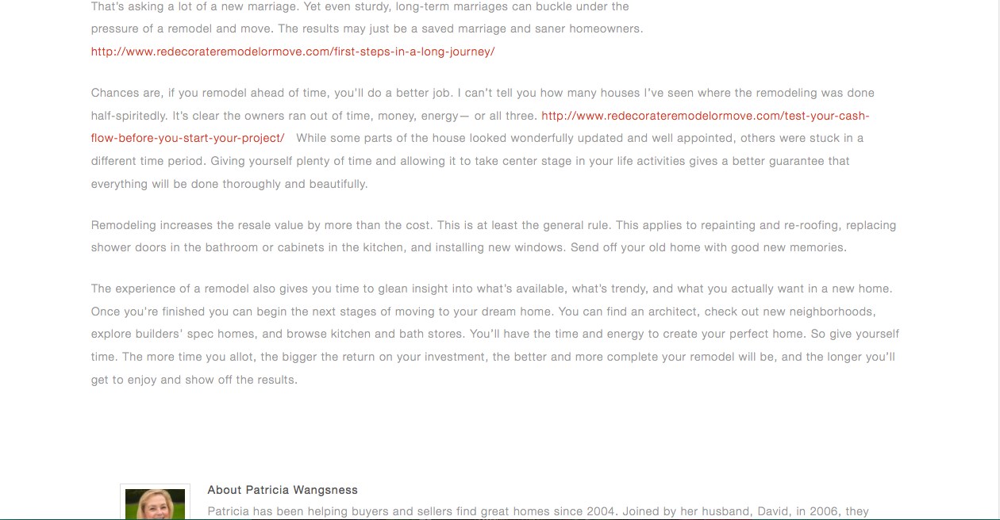 That’s asking a lot of a new marriage. Yet even sturdy, long-term marriages can buckle under the
pressure of a remodel and move. The results may just be a saved marriage and saner homeowners.
http://www.redecorateremodelormove.com/first-steps-in-a-long-journey/
Chances are, if you remodel ahead of time, you’ll do a better job. I can’t tell you how many houses I’ve seen where the remodeling was done
half-spiritedly. It’s clear the owners ran out of time, money, energy— or all three. http://www.redecorateremodelormove.com/test-your-cash-
flow-before-you-start-your-project/ While some parts of the house looked wonderfully updated and well appointed, others were stuck in a
different time period. Giving yourself plenty of time and allowing it to take center stage in your life activities gives a better guarantee that
everything will be done thoroughly and beautifully.
Remodeling increases the resale value by more than the cost. This is at least the general rule. This applies to repainting and re-roofing, replacing
shower doors in the bathroom or cabinets in the kitchen, and installing new windows. Send off your old home with good new memories.
The experience of a remodel also gives you time to glean insight into what’s available, what’s trendy, and what you actually want in a new home.
Once you’re finished you can begin the next stages of moving to your dream home. You can find an architect, check out new neighborhoods,
explore builders’ spec homes, and browse kitchen and bath stores. You’ll have the time and energy to create your perfect home. So give yourself
time. The more time you allot, the bigger the return on your investment, the better and more complete your remodel will be, and the longer you’ll
get to enjoy and show off the results.
About Patricia Wangsness
Patricia has been helping buyers and sellers find great homes since 2004. Joined by her husband, David, in 2006, they